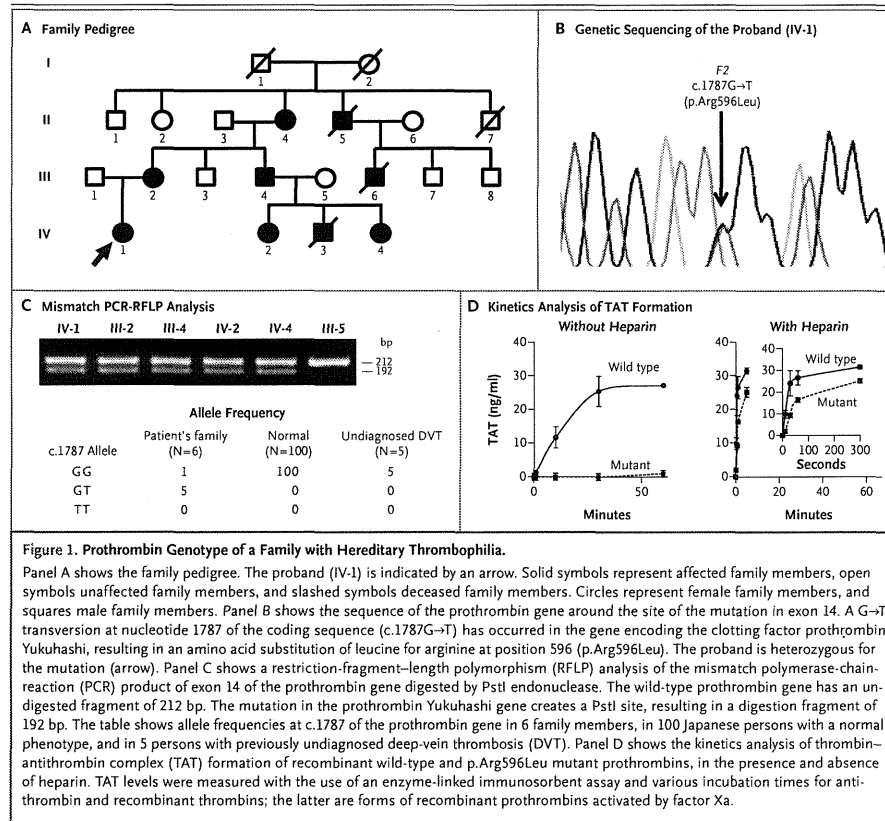 A Family Pedigree
I
1 2
II
1 2 3 4 5 6 7
III
1 2 3 4 5 6 7 8
IV
1 2 3 4
B Genetic Sequencing of the Proband (IV-1)
F2
c.1787G→T
(p.Arg596Leu)
C Mismatch PCR-RFLP Analysis
IV-1 III-2 III-4 IV-2 IV-4 III-5
bp
212
192
Allele Frequency
c.1787 Allele Patient's family (N=6) Normal (N=100) Undiagnosed DVT (N=5)
GG 1 100 5
GT 5 0 0
TT 0 0 0
D Kinetics Analysis of TAT Formation
Without Heparin
TAT (ng/ml)
40
30
20
10
0
Wild type
Mutant
0 50
Minutes
With Heparin
40
30
20
10
0
0 20 40 60
Minutes
40
30
20
10
0
Wild type
Mutant
0 100 200 300
Seconds
Figure 1. Prothrombin Genotype of a Family with Hereditary Thrombophilia.
Panel A shows the family pedigree. The proband (IV-1) is indicated by an arrow. Solid symbols represent affected family members, open
symbols unaffected family members, and slashed symbols deceased family members. Circles represent female family members, and
squares male family members. Panel B shows the sequence of the prothrombin gene around the site of the mutation in exon 14. A G→T
transversion at nucleotide 1787 of the coding sequence (c.1787G→T) has occurred in the gene encoding the clotting factor prothrombin
Yukuhashi, resulting in an amino acid substitution of leucine for arginine at position 596 (p.Arg596Leu). The proband is heterozygous for
the mutation (arrow). Panel C shows a restriction-fragment–length polymorphism (RFLP) analysis of the mismatch polymerase-chain-
reaction (PCR) product of exon 14 of the prothrombin gene digested by PstI endonuclease. The wild-type prothrombin gene has an un-
digested fragment of 212 bp. The mutation in the prothrombin Yukuhashi gene creates a PstI site, resulting in a digestion fragment of
192 bp. The table shows allele frequencies at c.1787 of the prothrombin gene in 6 family members, in 100 Japanese persons with a normal
phenotype, and in 5 persons with previously undiagnosed deep-vein thrombosis (DVT). Panel D shows the kinetics analysis of thrombin–
antithrombin complex (TAT) formation of recombinant wild-type and p.Arg596Leu mutant prothrombins, in the presence and absence
of heparin. TAT levels were measured with the use of an enzyme-linked immunosorbent assay and various incubation times for anti-
thrombin and recombinant thrombins; the latter are forms of recombinant prothrombins activated by factor Xa.